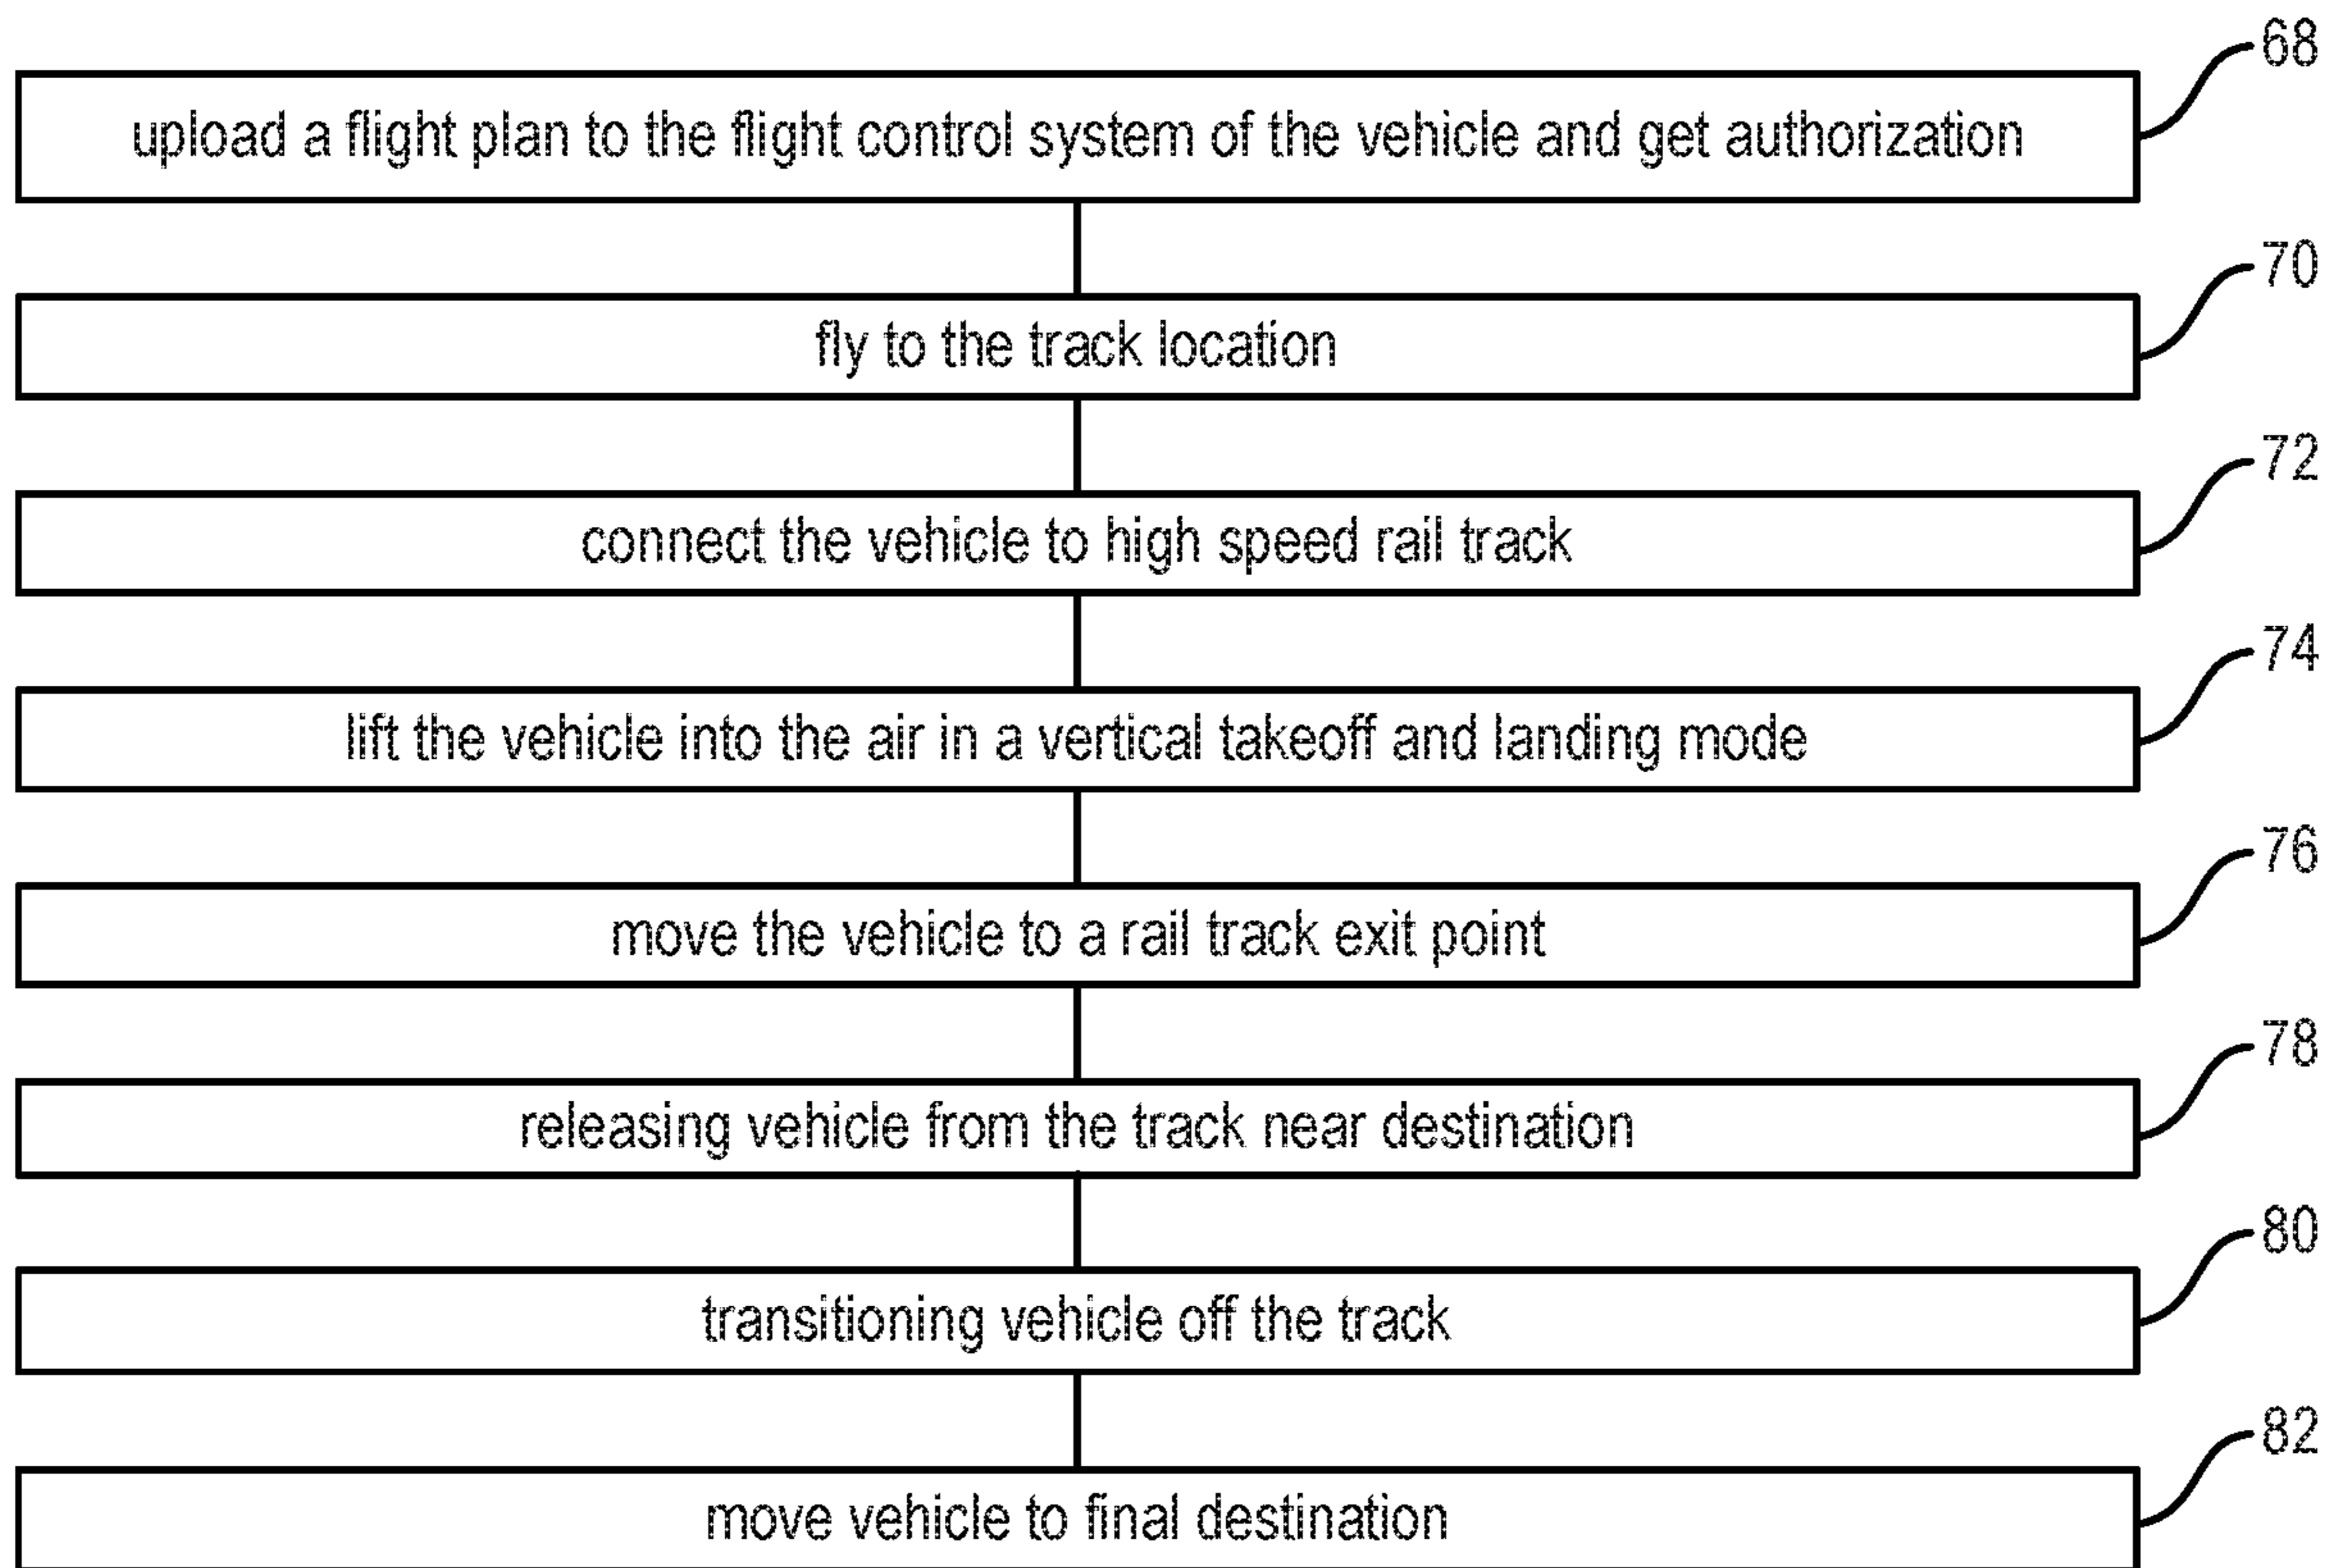 68
upload a flight plan to the flight control system of the vehicle and get authorization
70
fly to the track location
72
connect the vehicle to high speed rail track
74
lift the vehicle into the air in a vertical takeoff and landing mode
76
move the vehicle to a rail track exit point
78
releasing vehicle from the track near destination
80
transitioning vehicle off the track
82
move vehicle to final destination